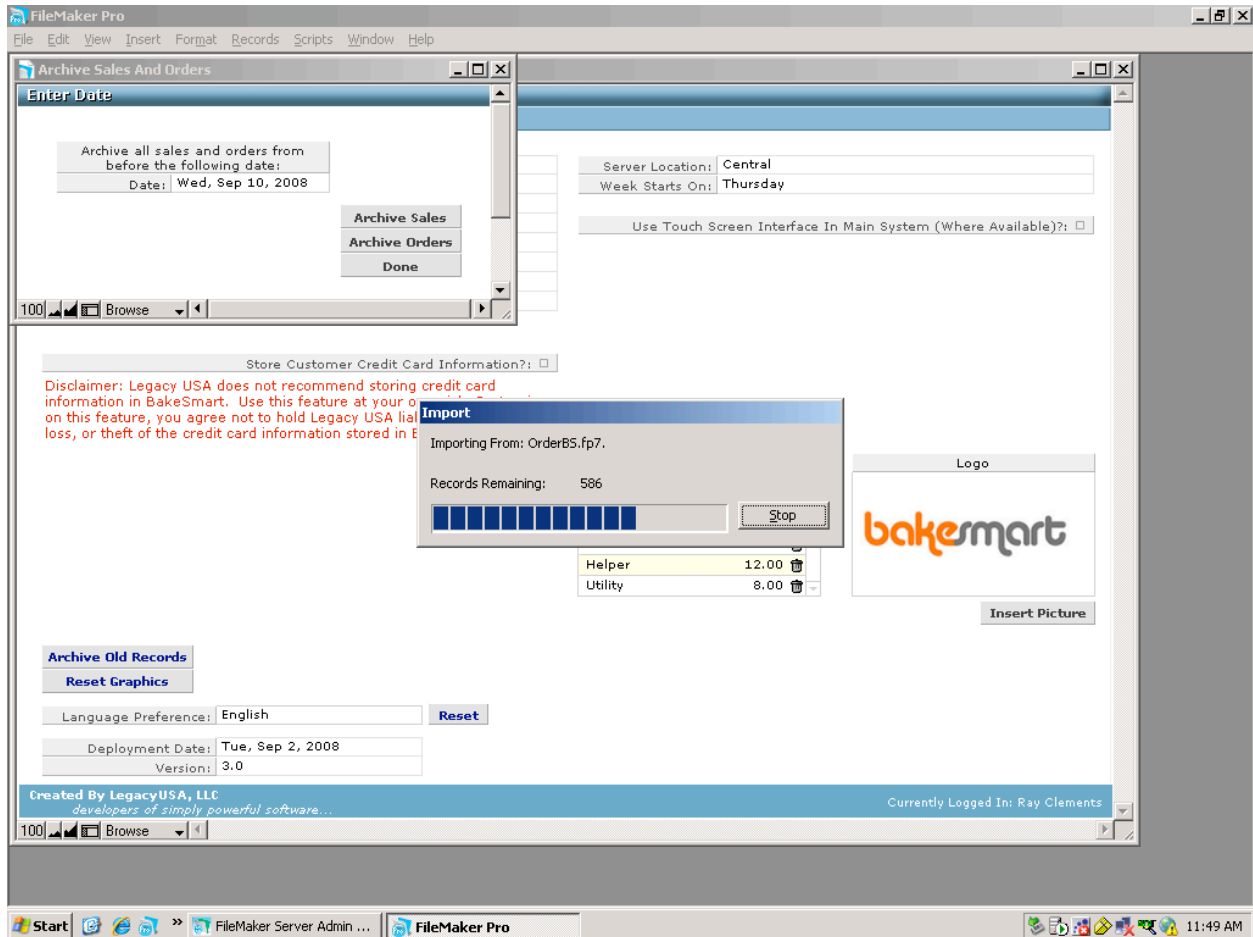 FileMaker Pro
File Edit View Insert Format Records Scripts Window Help
Archive Sales And Orders
Enter Date
Archive all sales and orders from
before the following date:
Date: Wed, Sep 10, 2008
Archive Sales
Archive Orders
Done
100 Browse
Server Location: Central
Week Starts On: Thursday
Use Touch Screen Interface In Main System (Where Available)?:
Store Customer Credit Card Information?:
Disclaimer: Legacy USA does not recommend storing credit card
information in BakeSmart. Use this feature at your o
on this feature, you agree not to hold Legacy USA lial
loss, or theft of the credit card information stored in
Import
Importing From: OrderBS.fp7.
Records Remaining: 586
Stop
Logo
bakesmart
Helper 12.00
Utility 8.00
Insert Picture
Archive Old Records
Reset Graphics
Language Preference: English Reset
Deployment Date: Tue, Sep 2, 2008
Version: 3.0
Created By LegacyUSA, LLC
developers of simply powerful software...
Currently Logged In: Ray Clements
100 Browse
Start FileMaker Server Admin ... FileMaker Pro 11:49 AM